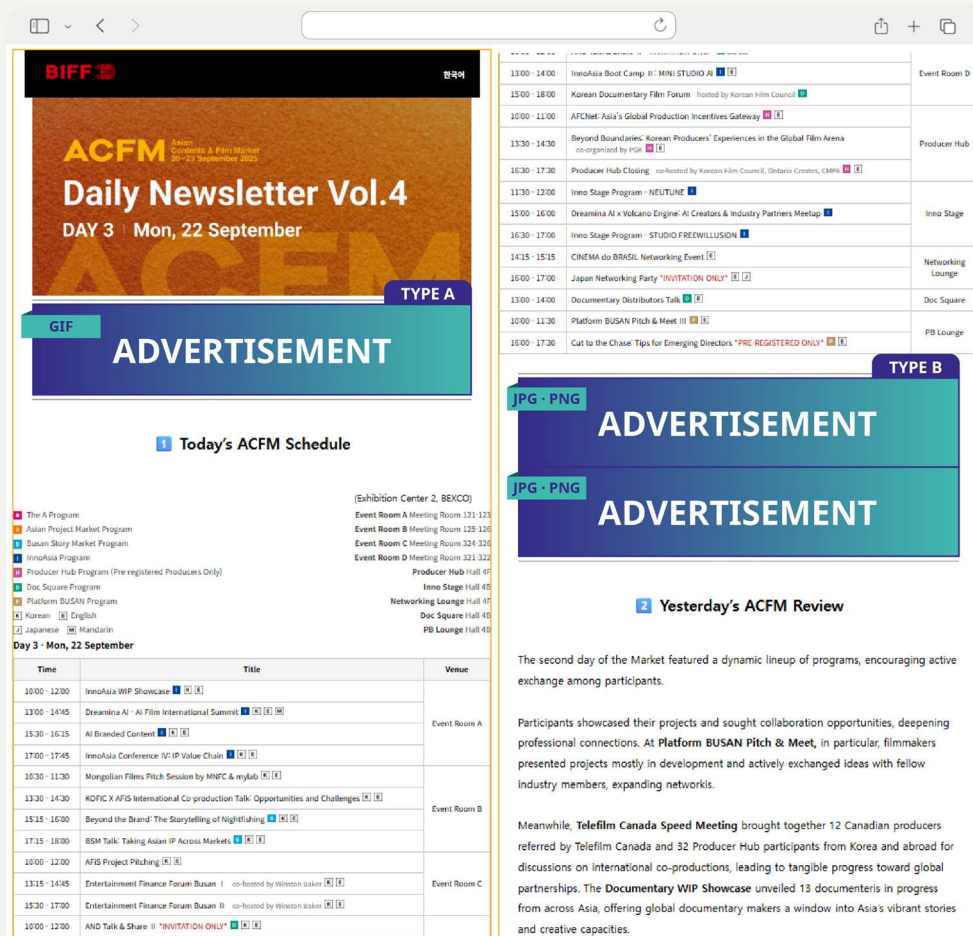 BIFF
한국어
ACFM Asian Contents & Film Market 20–23 September 2025
Daily Newsletter Vol.4
DAY 3 | Mon, 22 September
TYPE A
GIF
ADVERTISEMENT
1 Today's ACFM Schedule
(Exhibition Center 2, BEXCO)
The A Program
Event Room A Meeting Room 121-123
A Asian Project Market Program
Event Room B Meeting Room 125-126
B Busan Story Market Program
Event Room C Meeting Room 324-326
I InnoAsia Program
Event Room D Meeting Room 321-322
H Producer Hub Program (Pre-registered Producers Only)
Producer Hub Hall 4F
D Doc Square Program
Inno Stage Hall 4B
P Platform BUSAN Program
Networking Lounge Hall 4F
K Korean E English
Doc Square Hall 4B
J Japanese M Mandarin
PB Lounge Hall 4B
Day 3 · Mon, 22 September
Time Title Venue
10:00 - 12:00 InnoAsia WIP Showcase I K E
13:00 - 14:45 Dreamina AI - AI Film International Summit I K E M
Event Room A
15:30 - 16:15 AI Branded Content I K E
17:00 - 17:45 InnoAsia Conference IV: IP Value Chain I K E
10:30 - 11:30 Mongolian Films Pitch Session by MNFC & mylab K E
13:30 - 14:30 KOFIC X AFiS International Co-production Talk: Opportunities and Challenges K E
Event Room B
15:15 - 16:00 Beyond the Brand: The Storytelling of Nightfishing B K E
17:15 - 18:00 BSM Talk: Taking Asian IP Across Markets B K E
10:00 - 12:00 AFiS Project Pitching K E
13:15 - 14:45 Entertainment Finance Forum Busan I co-hosted by Winston Baker K E
Event Room C
15:30 - 17:00 Entertainment Finance Forum Busan II co-hosted by Winston Baker K E
10:00 - 12:00 AND Talk & Share II *INVITATION ONLY* D K E
13:00 - 14:00 InnoAsia Boot Camp II: MINI STUDIO AI I E
Event Room D
15:00 - 18:00 Korean Documentary Film Forum hosted by Korean Film Council D
10:00 - 11:00 AFCNet: Asia's Global Production Incentives Gateway H E
13:30 - 14:30 Beyond Boundaries: Korean Producers' Experiences in the Global Film Arena
co-organized by PGK H E
Producer Hub
16:30 - 17:30 Producer Hub Closing co-hosted by Korean Film Council, Ontario Creates, CMPA H E
11:30 - 12:00 Inno Stage Program - NEUTUNE I
15:00 - 16:00 Dreamina AI x Volcano Engine: AI Creators & Industry Partners Meetup I
Inno Stage
16:30 - 17:00 Inno Stage Program - STUDIO FREEWILLUSION I
14:15 - 15:15 CINEMA do BRASIL Networking Event E
Networking Lounge
16:00 - 17:00 Japan Networking Party *INVITATION ONLY* E J
13:00 - 14:00 Documentary Distributors Talk D E
Doc Square
10:00 - 11:30 Platform BUSAN Pitch & Meet III P E
PB Lounge
16:00 - 17:30 Cut to the Chase: Tips for Emerging Directors *PRE-REGISTERED ONLY* P E
TYPE B
JPG · PNG
ADVERTISEMENT
JPG · PNG
ADVERTISEMENT
2 Yesterday's ACFM Review
The second day of the Market featured a dynamic lineup of programs, encouraging active
exchange among participants.
Participants showcased their projects and sought collaboration opportunities, deepening
professional connections. At Platform BUSAN Pitch & Meet, in particular, filmmakers
presented projects mostly in development and actively exchanged ideas with fellow
industry members, expanding networkis.
Meanwhile, Telefilm Canada Speed Meeting brought together 12 Canadian producers
referred by Telefilm Canada and 32 Producer Hub participants from Korea and abroad for
discussions on international co-productions, leading to tangible progress toward global
partnerships. The Documentary WIP Showcase unveiled 13 documenteris in progress
from across Asia, offering global documentary makers a window into Asia's vibrant stories
and creative capacities.